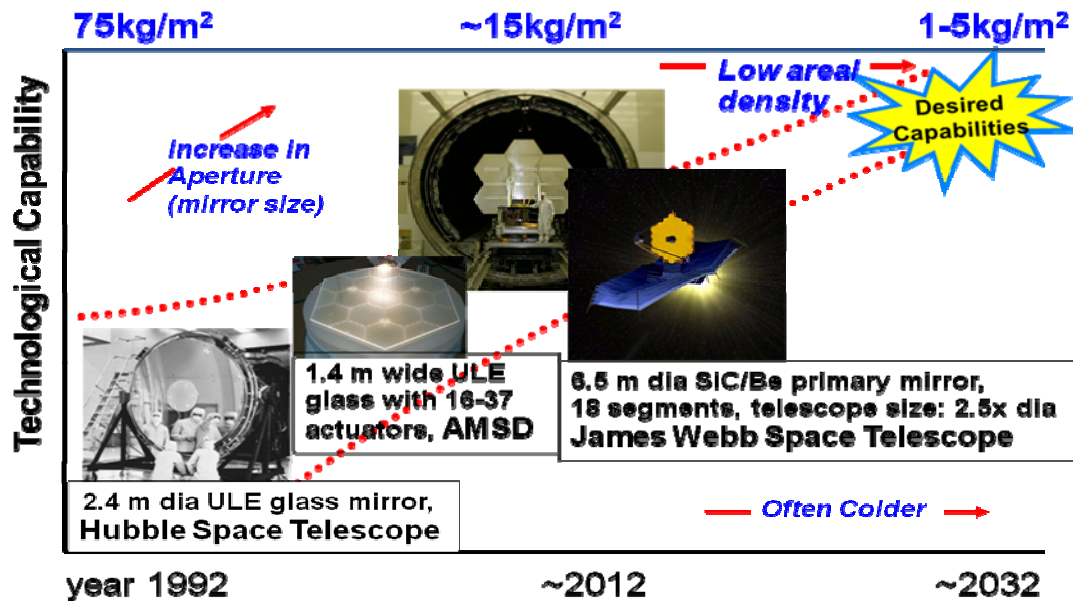 75kg/m²
~15kg/m²
1-5kg/m²
Technological Capability
Increase in
Aperture
(mirror size)
Low areal
density
Desired
Capabilities
1.4 m wide ULE
glass with 16-37
actuators, AMSD
6.5 m dia SiC/Be primary mirror,
18 segments, telescope size: 2.5x dia
James Webb Space Telescope
2.4 m dia ULE glass mirror,
Hubble Space Telescope
Often Colder
year 1992
~2012
~2032